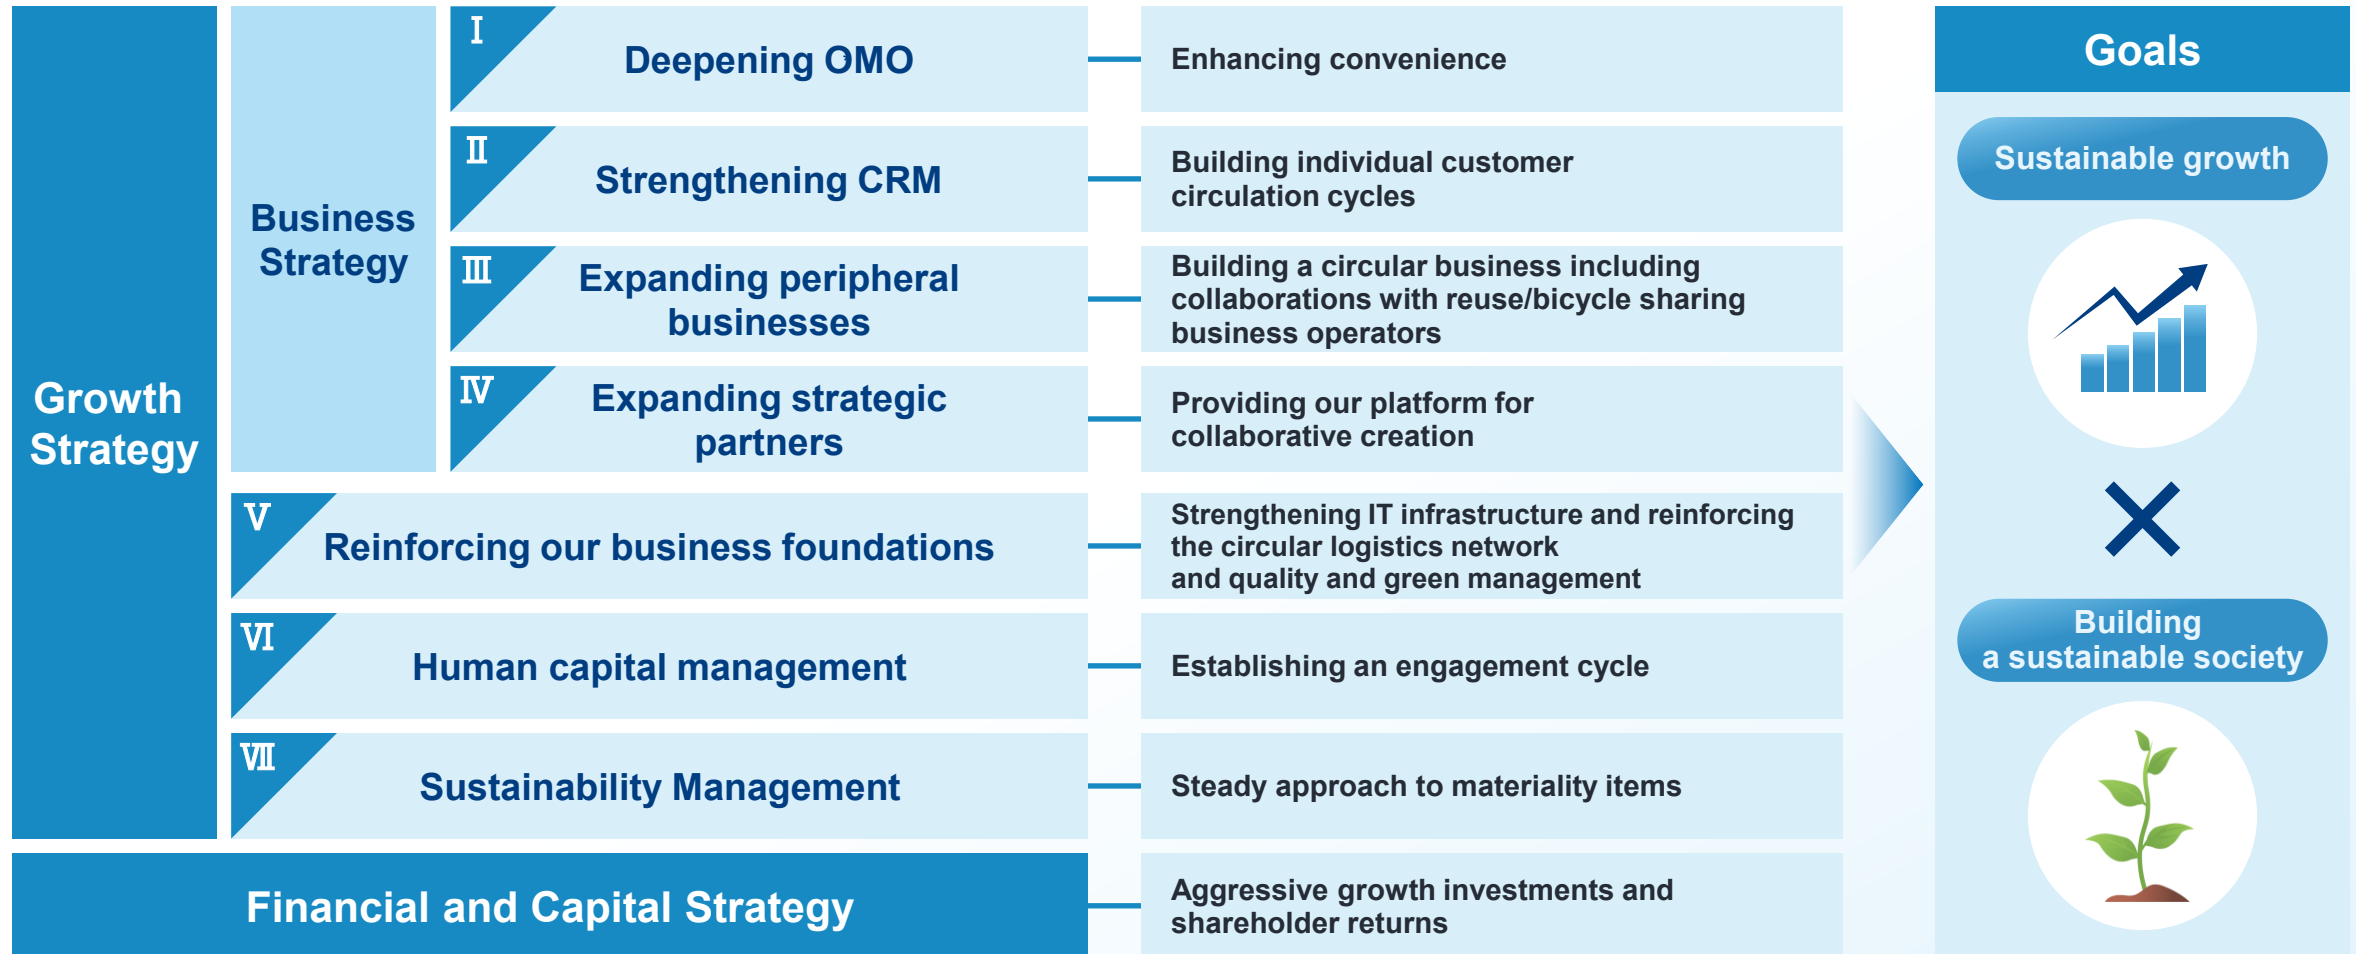 Growth
Strategy
Business
Strategy
Ⅰ
Deepening OMO
Enhancing convenience
Ⅱ
Strengthening CRM
Building individual customer
circulation cycles
Ⅲ
Expanding peripheral
businesses
Building a circular business including
collaborations with reuse/bicycle sharing
business operators
Ⅳ
Expanding strategic
partners
Providing our platform for
collaborative creation
Ⅴ
Reinforcing our business foundations
Strengthening IT infrastructure and reinforcing
the circular logistics network
and quality and green management
Ⅵ
Human capital management
Establishing an engagement cycle
Ⅶ
Sustainability Management
Steady approach to materiality items
Financial and Capital Strategy
Aggressive growth investments and
shareholder returns
Goals
Sustainable growth
×
Building
a sustainable society